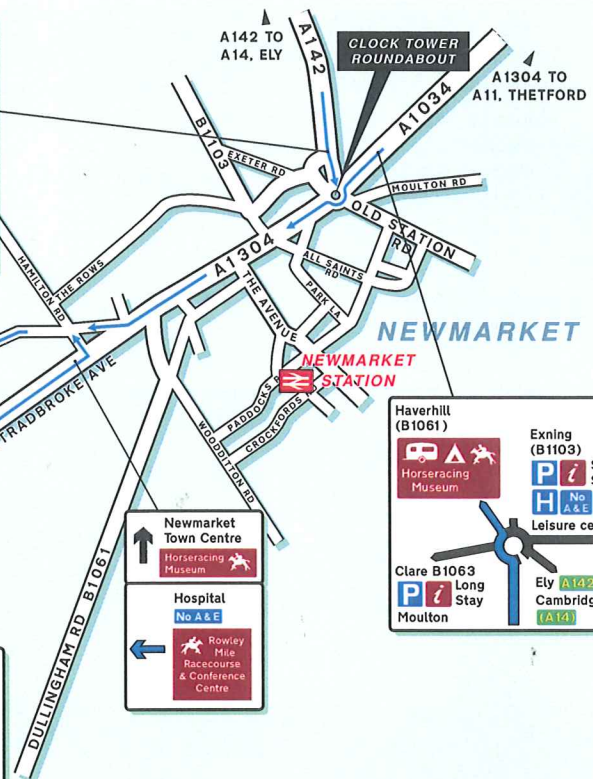 A142 TO
A14, ELY
A142
CLOCK TOWER
ROUNDABOUT
A1304 TO
A11, THETFORD
A1034
B1103
EXETER RD
MOULTON RD
OLD STATION
RD
A1304
ALL SAINTS
RD
PARK LA
HAMILTON RD
THE ROWS
THE AVENUE
NEWMARKET
NEWMARKET
STATION
PADDOCKS
CROCKFORDS
TRADBROKE AVE
WOODDITTON RD
DULLINGHAM RD B1061
Newmarket
Town Centre
Horseracing
Museum
Hospital
No A & E
Rowley
Mile
Racecourse
& Conference
Centre
Haverhill
(B1061)
Horseracing
Museum
Exning
(B1103)
P i
H No
A & E
Leisure ce
Clare B1063
P i Long
Stay
Moulton
Ely A142
Cambridg
(A14)